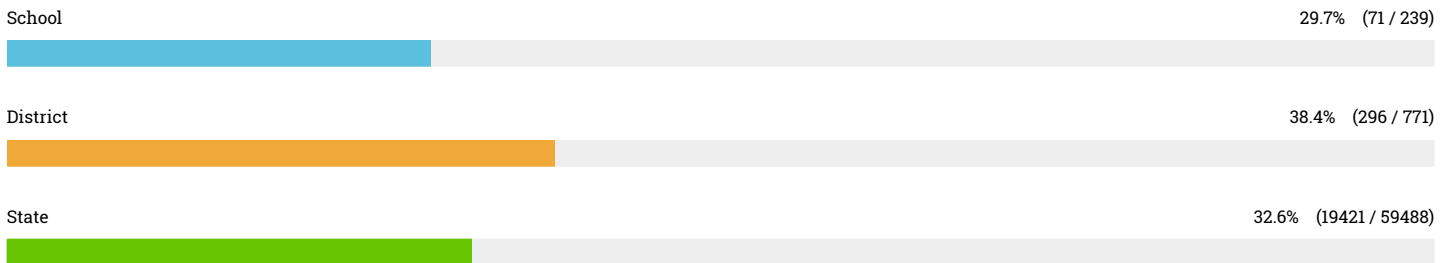 School 29.7% (71 / 239)
District 38.4% (296 / 771)
State 32.6% (19421 / 59488)